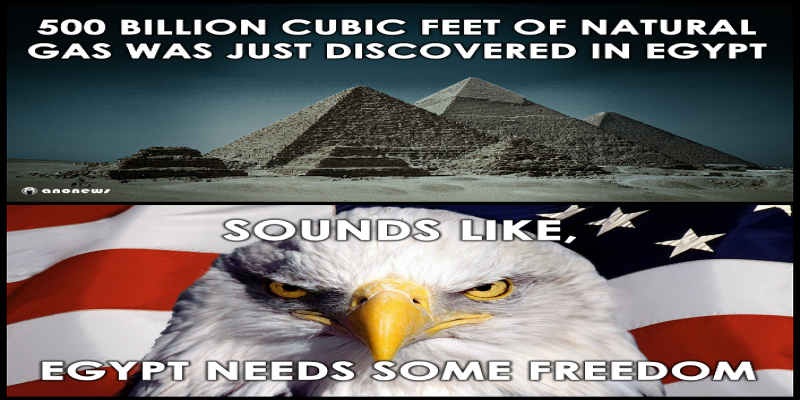 500 BILLION CUBIC FEET OF NATURAL
GAS WAS JUST DISCOVERED IN EGYPT
anonews
SOUNDS LIKE,
EGYPT NEEDS SOME FREEDOM